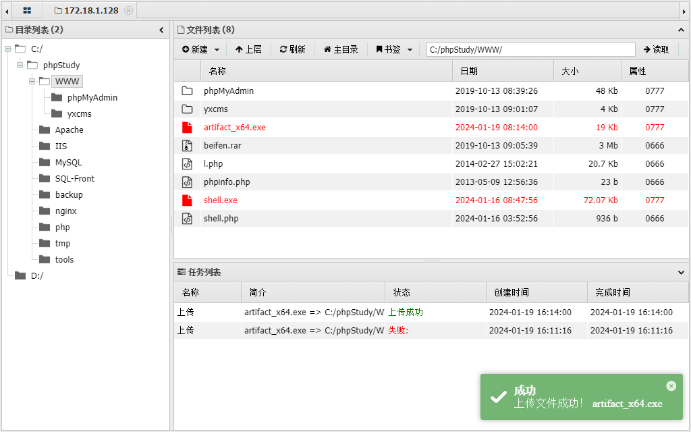 172.18.1.128
目录列表 (2)
C:/
phpStudy
WWW
phpMyAdmin
yxcms
Apache
IIS
MySQL
SQL-Front
backup
nginx
php
tmp
tools
D:/
文件列表 (8)
新建 上层 刷新 主目录 书签 C:/phpStudy/WWW/ 读取
名称 日期 大小 属性
phpMyAdmin 2019-10-13 08:39:26 48 Kb 0777
yxcms 2019-10-13 09:01:07 4 Kb 0777
artifact_x64.exe 2024-01-19 08:14:00 19 Kb 0777
beifen.rar 2019-10-13 09:05:39 3 Mb 0666
l.php 2014-02-27 15:02:21 20.7 Kb 0666
phpinfo.php 2013-05-09 12:56:36 23 b 0666
shell.exe 2024-01-16 08:47:56 72.07 Kb 0777
shell.php 2024-01-16 03:52:56 936 b 0666
任务列表
名称 简介 状态 创建时间 完成时间
上传 artifact_x64.exe => C:/phpStudy/W 上传成功 2024-01-19 16:14:00 2024-01-19 16:14:00
上传 artifact_x64.exe => C:/phpStudy/W 失败: 2024-01-19 16:11:16 2024-01-19 16:11:16
成功
上传文件成功! artifact_x64.exe